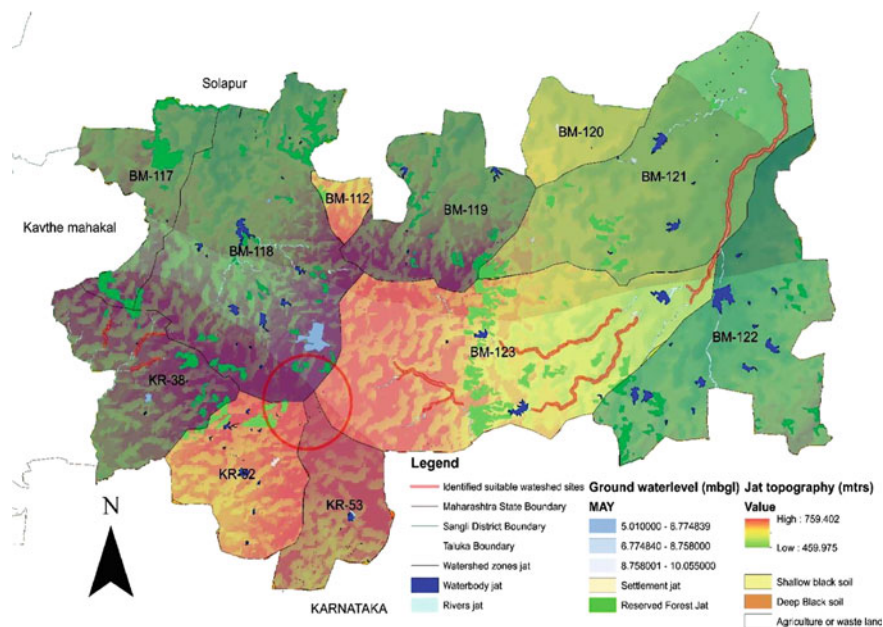 Solapur
BM-120
BM-117
BM-121
BM-112
BM-119
Kavthe mahakal
BM-118
BM-122
BM-123
KR-38
KR-52
KR-53
N
KARNATAKA
Legend
Identified suitable wateshed sites
Maharashtra State Boundary
Sangli District Boundary
Taluka Boundary
Watershed zones jat
Waterbody jat
Rivers jat
Ground waterlevel (mbgl)
MAY
5.010000 - 6.774839
6.774840 - 8.758000
8.758001 - 10.055000
Settlement jat
Reserved Forest Jat
Jat topography (mtrs)
Value
High : 759.402
Low : 459.975
Shallow black soil
Deep Black soil
Agriculture or waste land